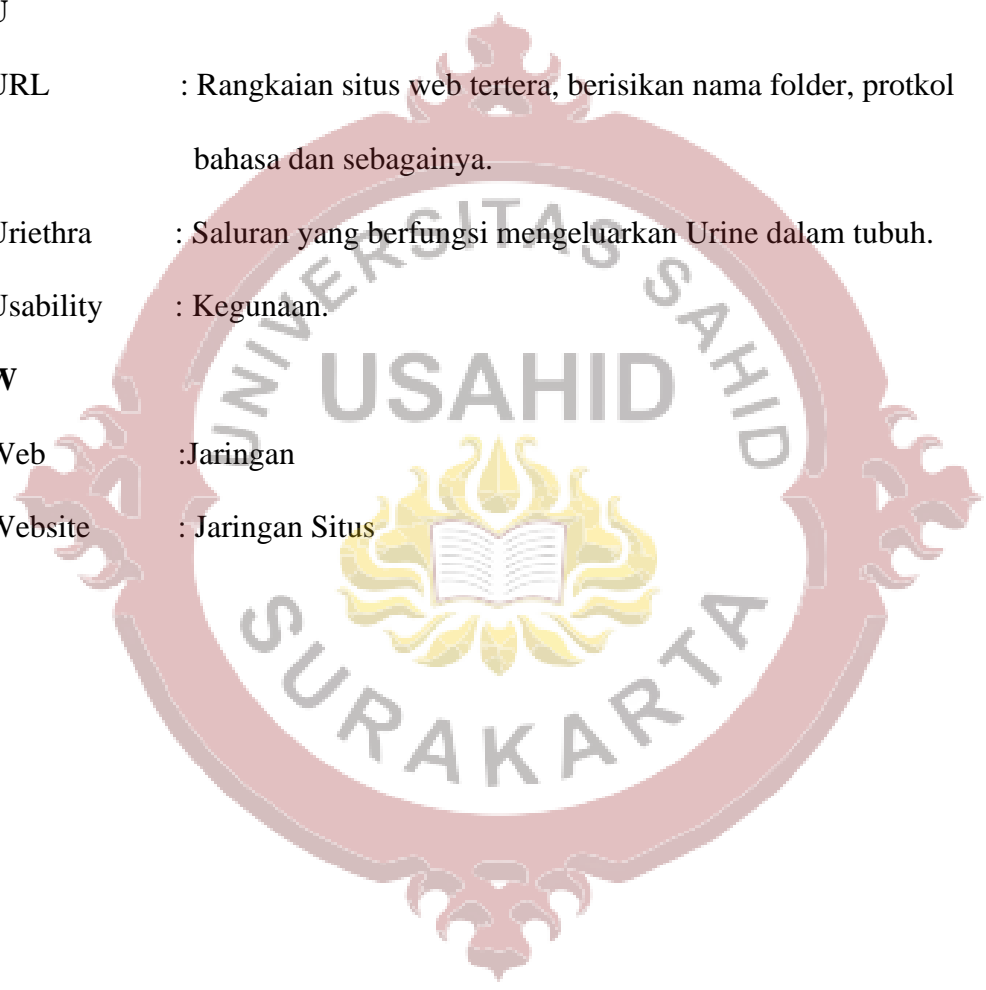 U
URL : Rangkaian situs web tertera, berisikan nama folder, protkol
bahasa dan sebagainya.
Uriethra : Saluran yang berfungsi mengeluarkan Urine dalam tubuh.
Usability : Kegunaan.
W
Web :Jaringan
Website : Jaringan Situs
UNIVERSITAS SAHID
USAHID
SURAKARTA